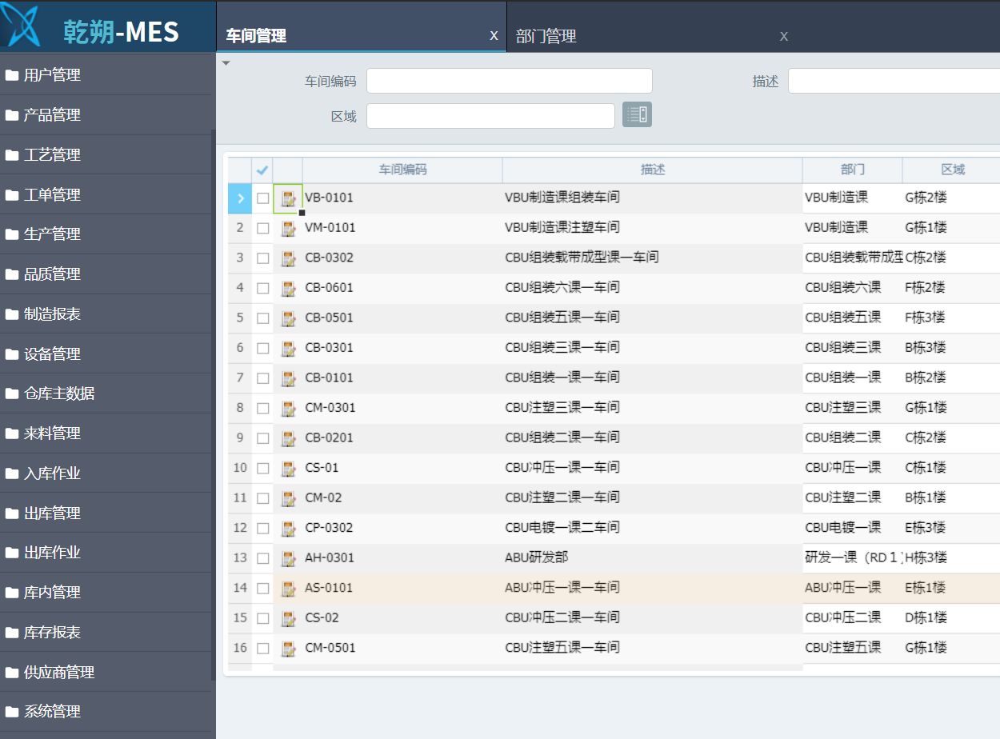 乾朔-MES
车间管理 X
部门管理 X
用户管理
产品管理
工艺管理
工单管理
生产管理
品质管理
制造报表
设备管理
仓库主数据
来料管理
入库作业
出库管理
出库作业
库内管理
库存报表
供应商管理
系统管理
车间编码
描述
区域
车间编码 描述 部门 区域
VB-0101 VBU制造课组装车间 VBU制造课 G栋2楼
2 VM-0101 VBU制造课注塑车间 VBU制造课 G栋1楼
3 CB-0302 CBU组装载带成型课一车间 CBU组装载带成型 C栋2楼
4 CB-0601 CBU组装六课一车间 CBU组装六课 F栋2楼
5 CB-0501 CBU组装五课一车间 CBU组装五课 F栋3楼
6 CB-0301 CBU组装三课一车间 CBU组装三课 B栋3楼
7 CB-0101 CBU组装一课一车间 CBU组装一课 B栋2楼
8 CM-0301 CBU注塑三课一车间 CBU注塑三课 G栋1楼
9 CB-0201 CBU组装二课一车间 CBU组装二课 C栋2楼
10 CS-01 CBU冲压一课一车间 CBU冲压一课 C栋1楼
11 CM-02 CBU注塑二课一车间 CBU注塑二课 B栋1楼
12 CP-0302 CBU电镀一课二车间 CBU电镀一课 E栋3楼
13 AH-0301 ABU研发部 研发一课（RD１） H栋3楼
14 AS-0101 ABU冲压一课一车间 ABU冲压一课 E栋1楼
15 CS-02 CBU冲压二课一车间 CBU冲压二课 D栋1楼
16 CM-0501 CBU注塑五课一车间 CBU注塑五课 G栋1楼